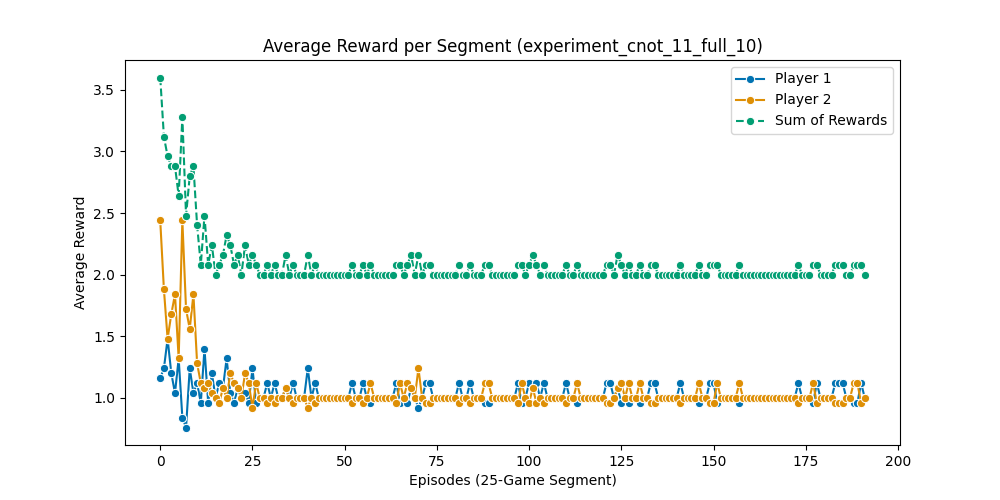 Average Reward per Segment (experiment_cnot_11_full_10)
Player 1
Player 2
Sum of Rewards
Average Reward
3.5
3.0
2.5
2.0
1.5
1.0
0 25 50 75 100 125 150 175 200
Episodes (25-Game Segment)